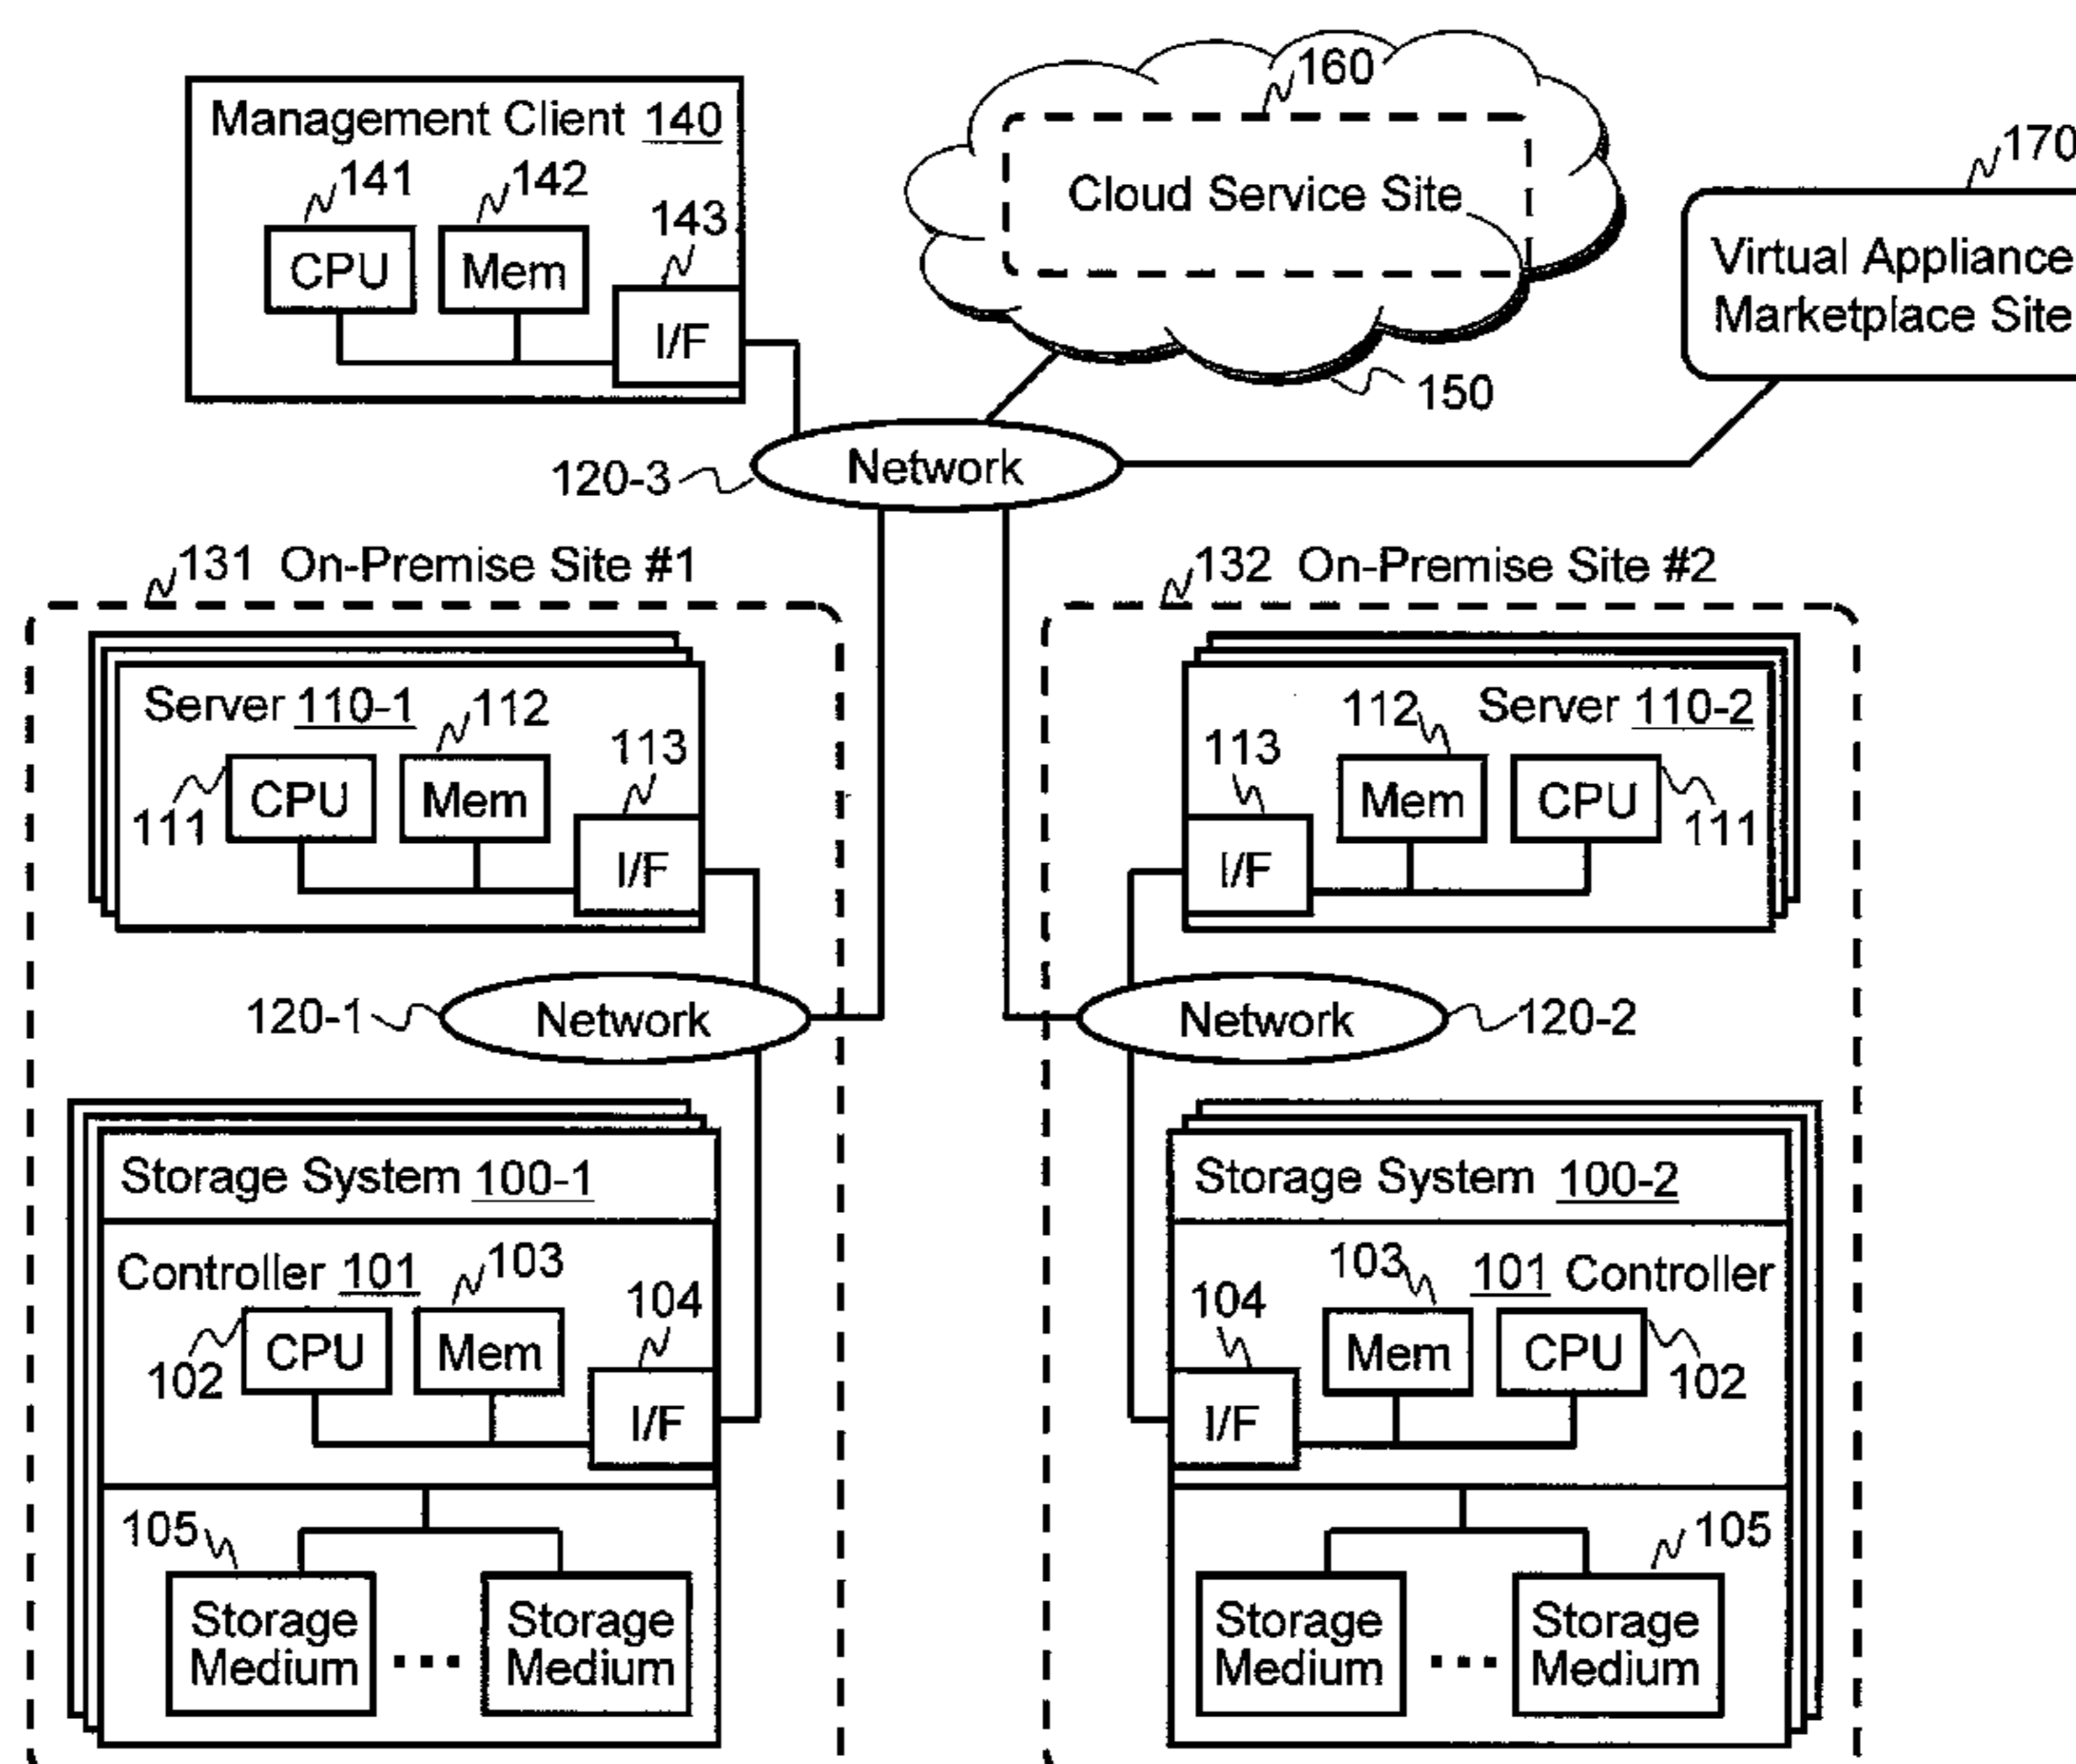 Management Client 140
141
142
143
CPU
Mem
I/F
160
Cloud Service Site
150
170
Virtual Appliance
Marketplace Site
120-3
Network
131 On-Premise Site #1
Server 110-1
112
113
111
CPU
Mem
I/F
120-1
Network
Storage System 100-1
Controller 101
103
104
102
CPU
Mem
I/F
105
Storage
Medium
...
Storage
Medium
132 On-Premise Site #2
112
Server 110-2
113
Mem
CPU
111
I/F
Network
120-2
Storage System 100-2
103
101 Controller
104
Mem
CPU
102
I/F
105
Storage
Medium
...
Storage
Medium